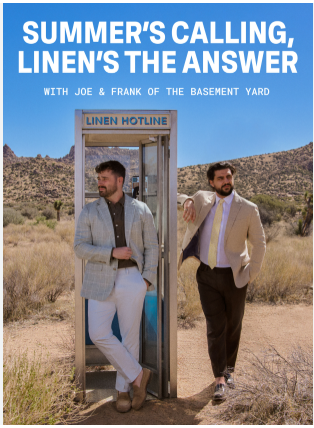 SUMMER'S CALLING,
LINEN'S THE ANSWER
WITH JOE & FRANK OF THE BASEMENT YARD
LINEN HOTLINE